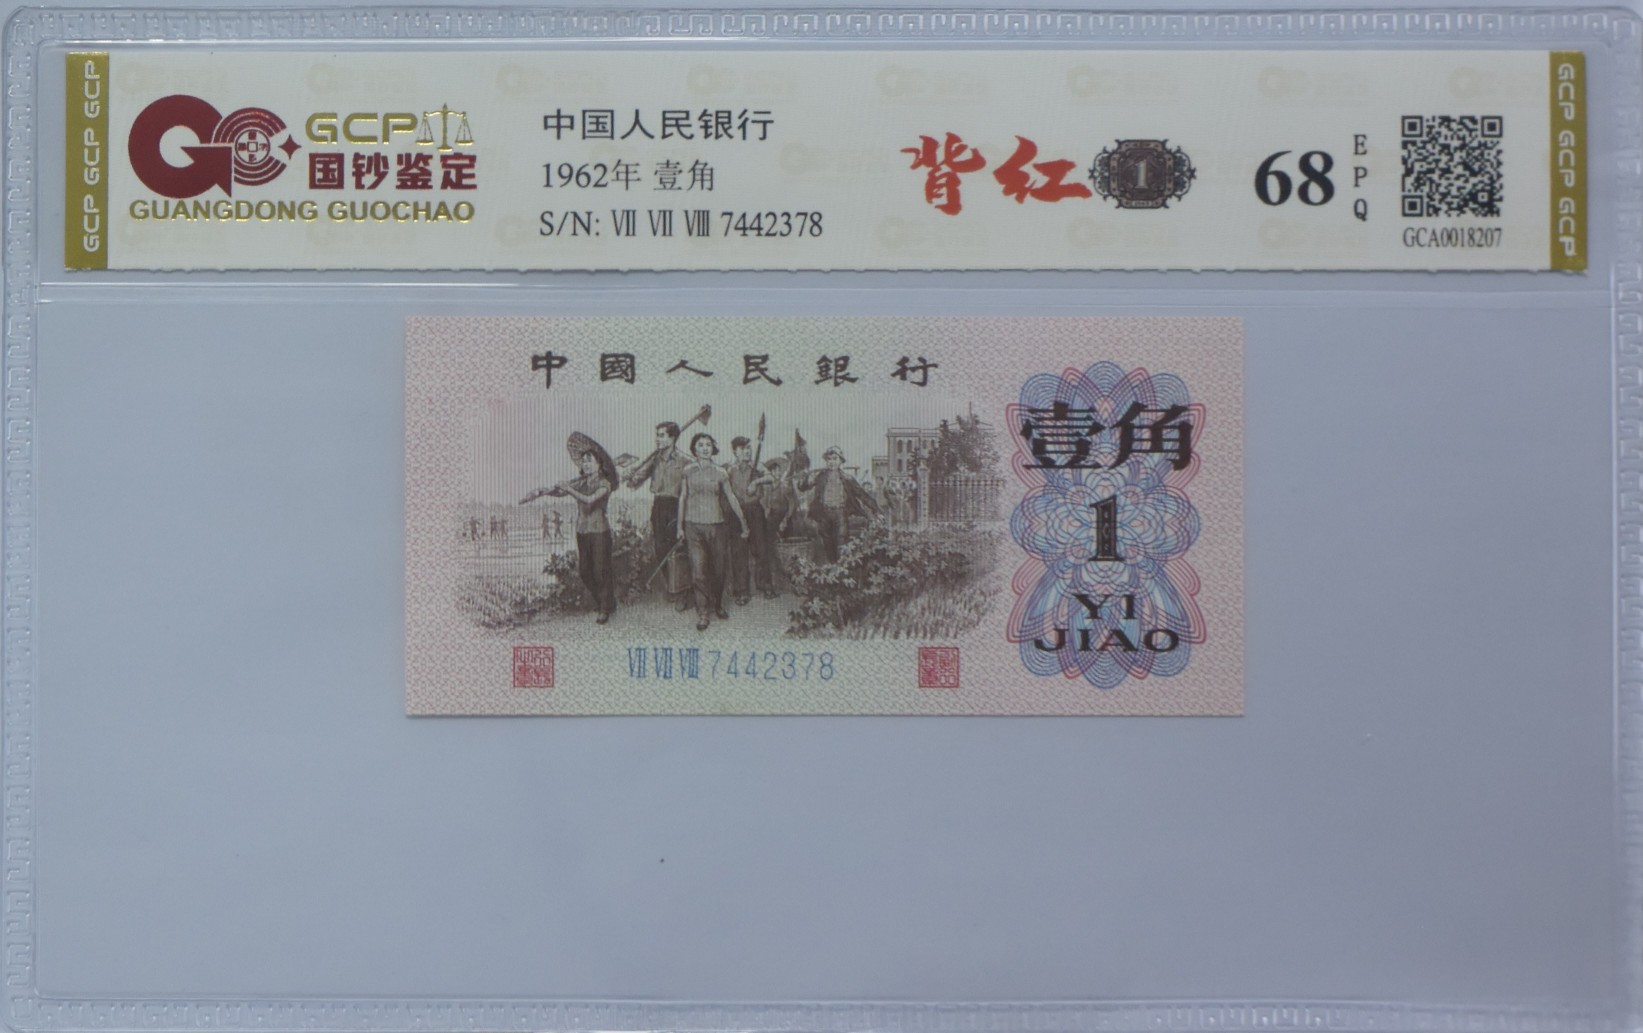 GCP GCP GCP
GCP
国钞鉴定
GUANGDONG GUOCHAO
中国人民银行
1962年 壹角
S/N: Ⅶ Ⅶ Ⅷ 7442378
背红
1
68
EPQ
GCA0018207
GCP GCP GCP
中國人民銀行
壹角
1
YI
JIAO
Ⅶ Ⅶ Ⅷ 7442378